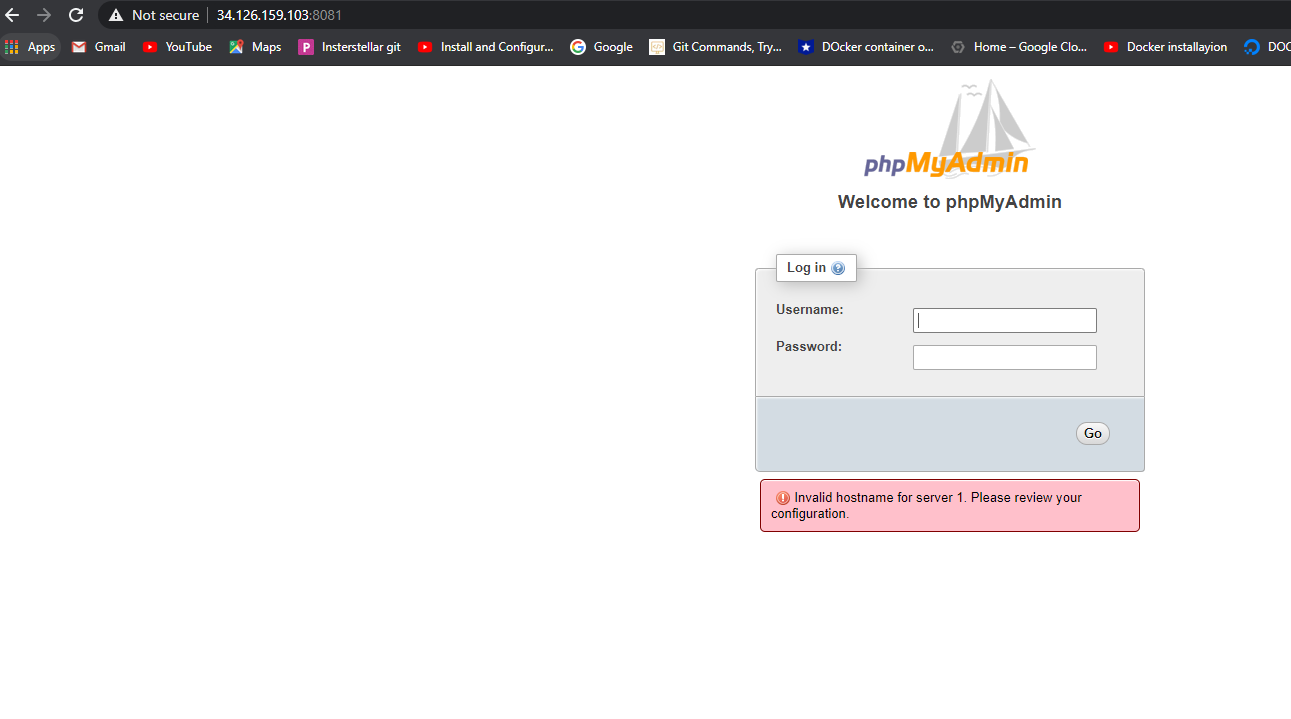 Not secure 34.126.159.103:8081
Apps Gmail YouTube Maps P Insterstellar git Install and Configur... G Google Git Commands, Try... DOcker container o... Home – Google Clo... Docker installayion DOC
phpMyAdmin
Welcome to phpMyAdmin
Log in ?
Username:
Password:
Go
! Invalid hostname for server 1. Please review your
configuration.